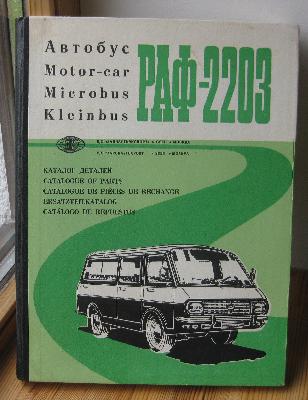 Автобус
Motor-car
Microbus
Kleinbus
РАФ-2203
КАТАЛОГ ДЕТАЛЕЙ
CATALOGUE OF PARTS
CATALOGUE DE PIÈCES DE RECHANGE
ERSATZTEILKATALOG
CATÁLOGO DE REPUESTOS